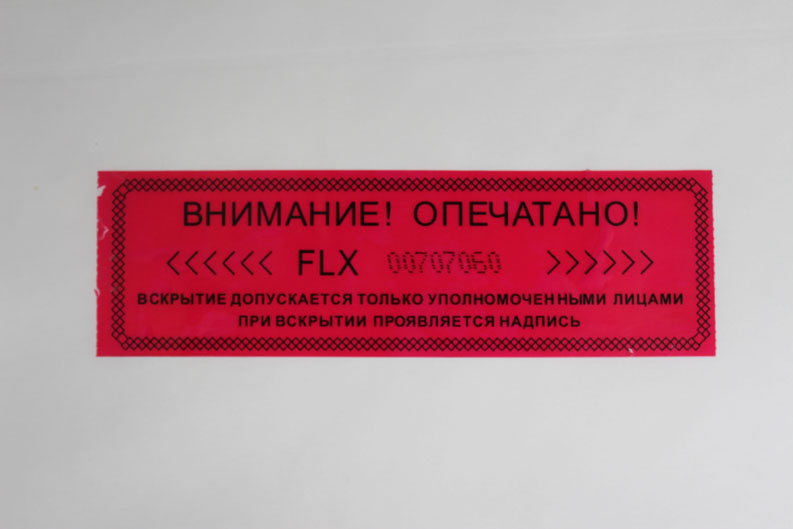 ВНИМАНИЕ! ОПЕЧАТАНО!
<<<<<< FLX 00707060 >>>>>>
ВСКРЫТИЕ ДОПУСКАЕТСЯ ТОЛЬКО УПОЛНОМОЧЕННЫМИ ЛИЦАМИ
ПРИ ВСКРЫТИИ ПРОЯВЛЯЕТСЯ НАДПИСЬ